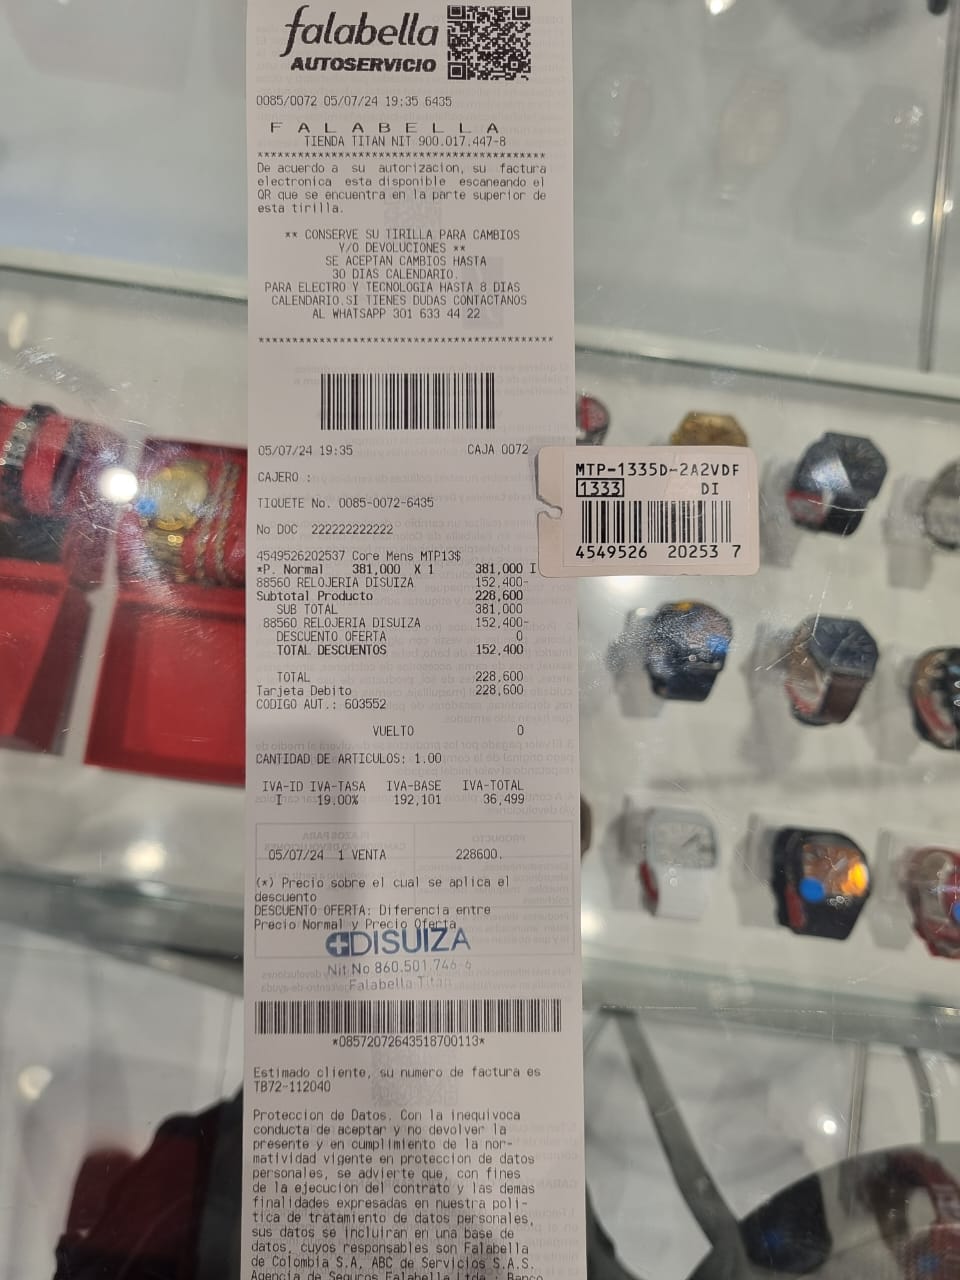 falabella
AUTOSERVICIO
0085/0072 05/07/24 19:35 6435
F A L A B E L L A
TIENDA TITAN NIT 900.017.447-8
******************************************
De acuerdo a su autorizacion, su factura
electronica esta disponible escaneando el
QR que se encuentra en la parte superior de
esta tirilla.
** CONSERVE SU TIRILLA PARA CAMBIOS
Y/O DEVOLUCIONES **
SE ACEPTAN CAMBIOS HASTA
30 DIAS CALENDARIO.
PARA ELECTRO Y TECNOLOGIA HASTA 8 DIAS
CALENDARIO.SI TIENES DUDAS CONTACTANOS
AL WHATSAPP 301 633 44 22
******************************************
05/07/24 19:35 CAJA 0072
CAJERO :
TIQUETE No. 0085-0072-6435
No DOC 222222222222
4549526202537 Core Mens MTP13$
*P. Normal 381,000 X 1 381,000 I
88560 RELOJERIA DISUIZA 152,400-
Subtotal Producto 228,600
SUB TOTAL 381,000
88560 RELOJERIA DISUIZA 152,400-
DESCUENTO OFERTA 0
TOTAL DESCUENTOS 152,400
TOTAL 228,600
Tarjeta Debito 228,600
CODIGO AUT.: 603552
VUELTO 0
CANTIDAD DE ARTICULOS: 1.00
IVA-ID IVA-TASA IVA-BASE IVA-TOTAL
I 19.00% 192,101 36,499
05/07/24 1 VENTA 228600.
(*) Precio sobre el cual se aplica el
descuento
DESCUENTO OFERTA: Diferencia entre
Precio Normal y Precio Oferta
DISUIZA
Nit No 860.501.746-6
Falabella Titan
*08572072643518700113*
Estimado cliente, su numero de factura es
TB72-112040
Proteccion de Datos. Con la inequivoca
conducta de aceptar y no devolver la
presente y en cumplimiento de la nor-
matividad vigente en proteccion de datos
personales, se advierte que, con fines
de la ejecucion del contrato y las demas
finalidades expresadas en nuestra poli-
tica de tratamiento de datos personales,
sus datos se incluiran en una base de
datos, cuyos responsables son Falabella
de Colombia S.A, ABC de Servicios S.A.S.
Agencia de Seguros Falabella Ltda.; Banco
MTP-1335D-2A2VDF
1333 DI
4549526 20253 7